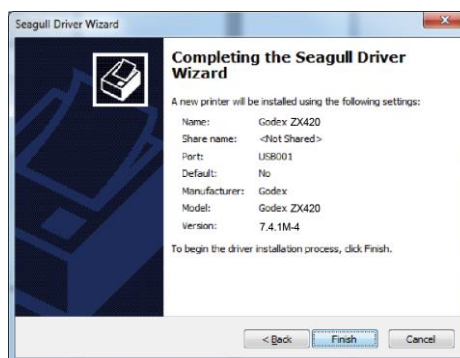 Seagull Driver Wizard
Completing the Seagull Driver
Wizard
A new printer will be installed using the following settings:
Name: Godex ZX420
Share name: <Not Shared>
Port: USB001
Default: No
Manufacturer: Godex
Model: Godex ZX420
Version: 7.4.1M-4
To begin the driver installation process, click Finish.
< Back Finish Cancel